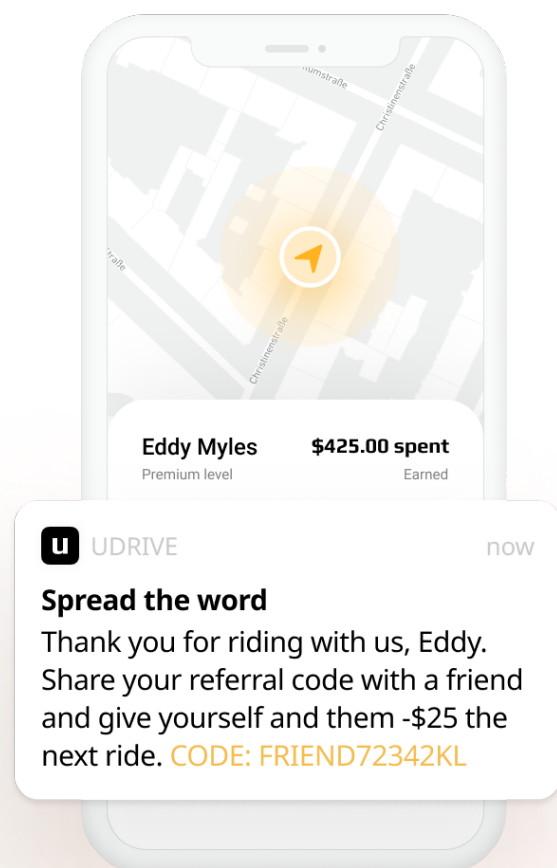 Christinenstraße
Eddy Myles
$425.00 spent
Premium level
Earned
Christinenstraße
u
UDRIVE
now
Spread the word
Thank you for riding with us, Eddy.
Share your referral code with a friend
and give yourself and them -$25 the
next ride. CODE: FRIEND72342KL